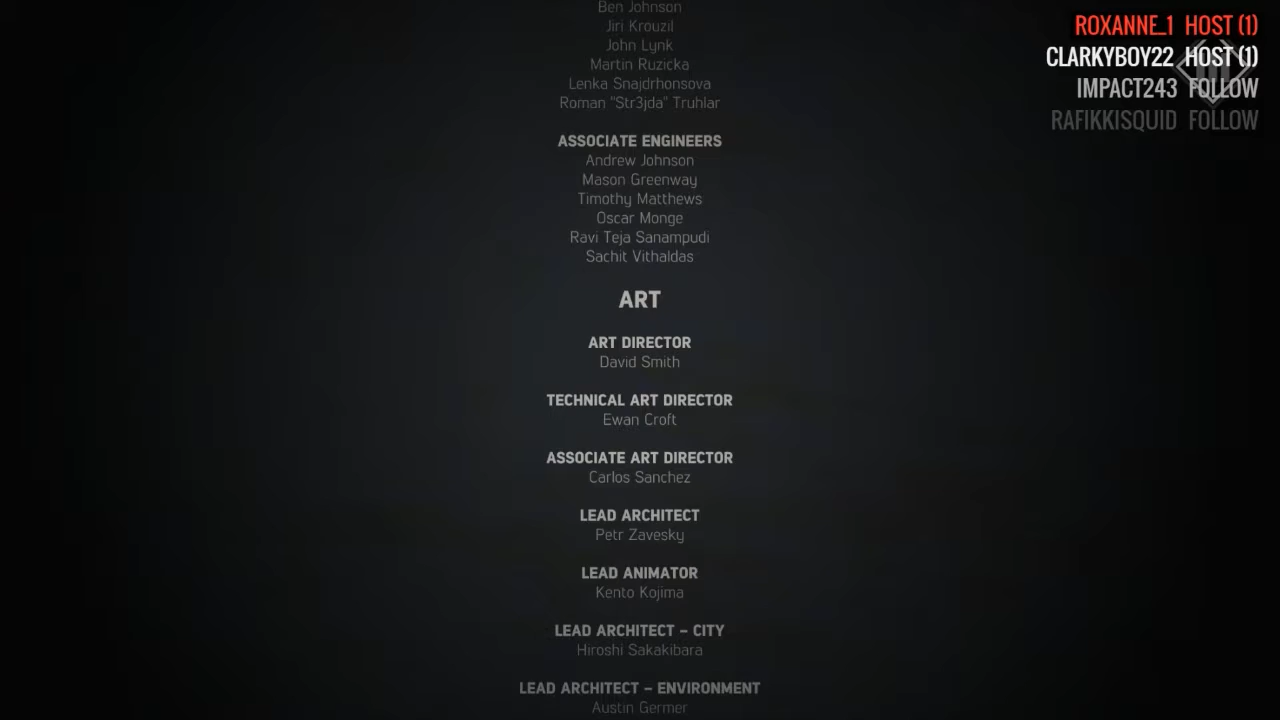 Ben Johnson
Jiri Krouzil
John Lynk
Martin Ruzicka
Lenka Snajdrhonsova
Roman "Str3jda" Truhlar
ASSOCIATE ENGINEERS
Andrew Johnson
Mason Greenway
Timothy Matthews
Oscar Monge
Ravi Teja Sanampudi
Sachit Vithaldas
ART
ART DIRECTOR
David Smith
TECHNICAL ART DIRECTOR
Ewan Croft
ASSOCIATE ART DIRECTOR
Carlos Sanchez
LEAD ARCHITECT
Petr Zavesky
LEAD ANIMATOR
Kento Kojima
LEAD ARCHITECT – CITY
Hiroshi Sakakibara
LEAD ARCHITECT – ENVIRONMENT
Austin Germer
ROXANNE_1 HOST (1)
CLARKYBOY22 HOST (1)
IMPACT243 FOLLOW
RAFIKKISQUID FOLLOW